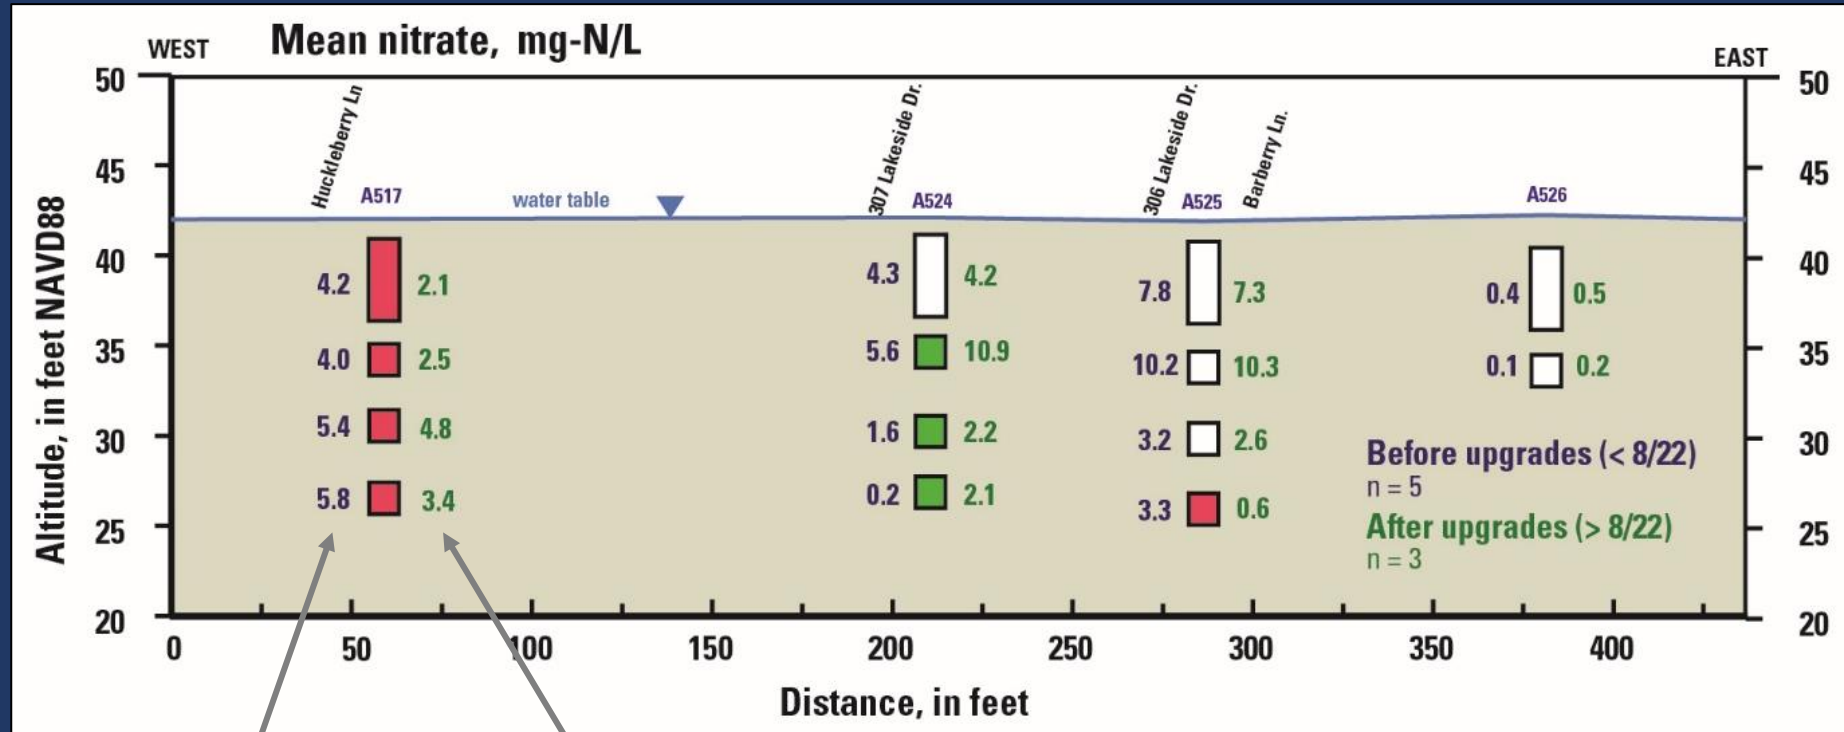 Mean nitrate, mg-N/L
WEST
EAST
50
45
40
35
30
25
20
Altitude, in feet NAVD88
50
45
40
35
30
25
20
Huckleberry Ln
A517
water table
307 Lakeside Dr.
A524
306 Lakeside Dr.
A525
Barberry Ln.
A526
4.2 2.1
4.0 2.5
5.4 4.8
5.8 3.4
4.3 4.2
5.6 10.9
1.6 2.2
0.2 2.1
7.8 7.3
10.2 10.3
3.2 2.6
3.3 0.6
0.4 0.5
0.1 0.2
Before upgrades (< 8/22)
n = 5
After upgrades (> 8/22)
n = 3
0 50 100 150 200 250 300 350 400
Distance, in feet